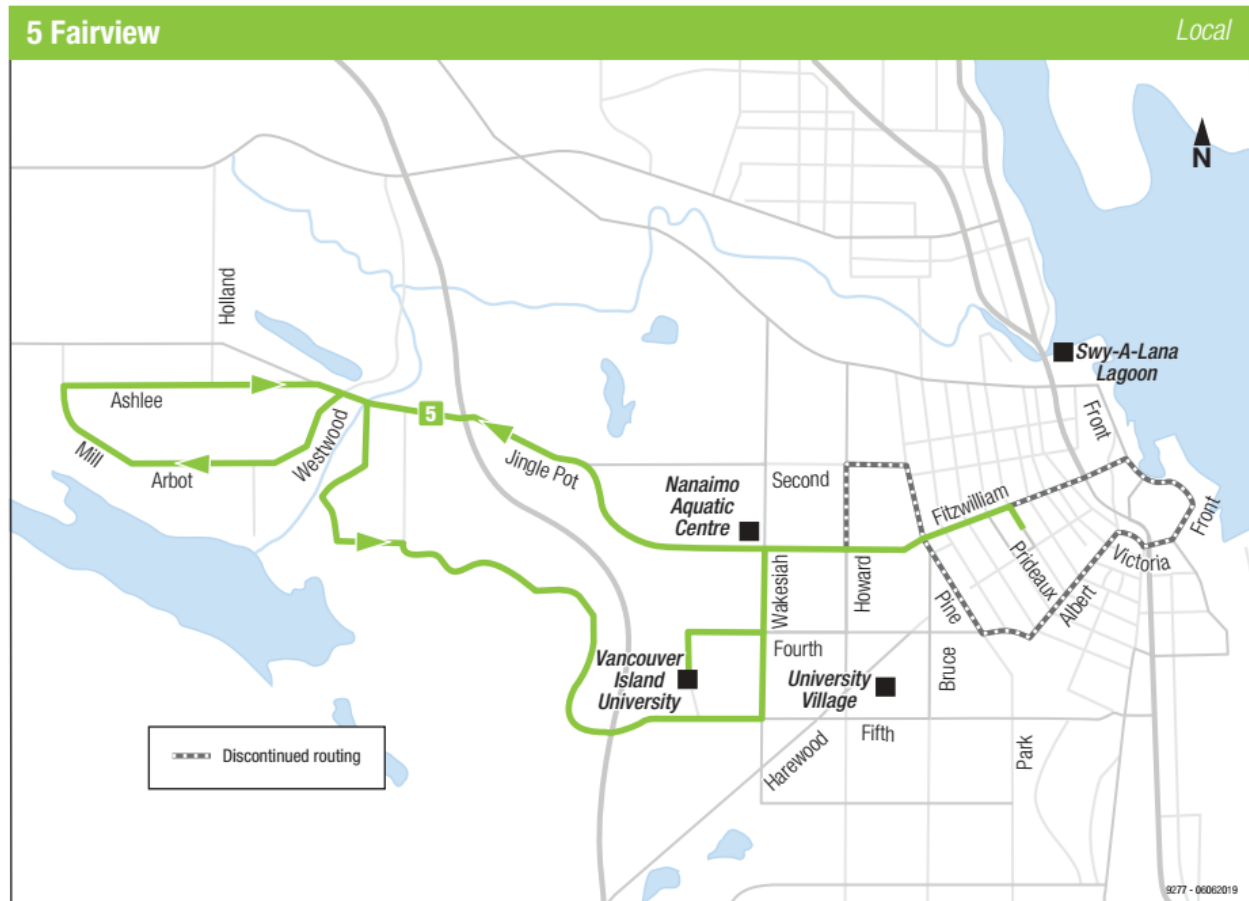 5 Fairview
Local
N
Holland
Swy-A-Lana
Lagoon
Ashlee
5
Front
Westwood
Mill
Arbot
Jingle Pot
Second
Nanaimo
Aquatic
Centre
Fitzwilliam
Front
Prideaux
Victoria
Wakesiah
Howard
Pine
Albert
Fourth
Vancouver
Island
University
University
Village
Bruce
Fifth
Harewood
Park
Discontinued routing
9277 - 06062019